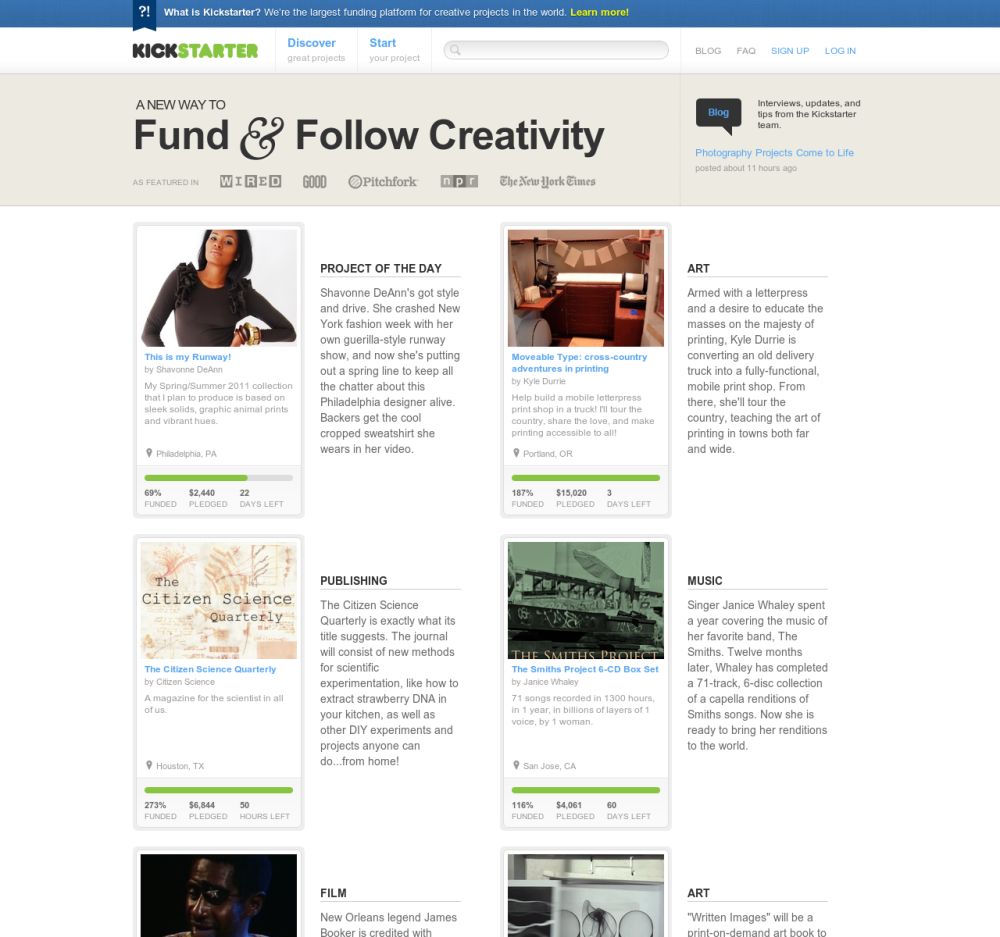 ?! What is Kickstarter? We're the largest funding platform for creative projects in the world. Learn more!
KICKSTARTER
Discover
great projects
Start
your project
BLOG FAQ SIGN UP LOG IN
A NEW WAY TO
Fund & Follow Creativity
AS FEATURED IN WIRED GOOD Pitchfork npr The New York Times
Blog
Interviews, updates, and
tips from the Kickstarter
team.
Photography Projects Come to Life
posted about 11 hours ago
This is my Runway!
by Shavonne DeAnn
My Spring/Summer 2011 collection
that I plan to produce is based on
sleek solids, graphic animal prints
and vibrant hues.
Philadelphia, PA
69% $2,440 22
FUNDED PLEDGED DAYS LEFT
PROJECT OF THE DAY
Shavonne DeAnn's got style
and drive. She crashed New
York fashion week with her
own guerilla-style runway
show, and now she's putting
out a spring line to keep all
the chatter about this
Philadelphia designer alive.
Backers get the cool
cropped sweatshirt she
wears in her video.
Moveable Type: cross-country
adventures in printing
by Kyle Durrie
Help build a mobile letterpress
print shop in a truck! I'll tour the
country, share the love, and make
printing accessible to all!
Portland, OR
187% $15,020 3
FUNDED PLEDGED DAYS LEFT
ART
Armed with a letterpress
and a desire to educate the
masses on the majesty of
printing, Kyle Durrie is
converting an old delivery
truck into a fully-functional,
mobile print shop. From
there, she'll tour the
country, teaching the art of
printing in towns both far
and wide.
The
Citizen Science
Quarterly
The Citizen Science Quarterly
by Citizen Science
A magazine for the scientist in all
of us.
Houston, TX
273% $6,844 50
FUNDED PLEDGED HOURS LEFT
PUBLISHING
The Citizen Science
Quarterly is exactly what its
title suggests. The journal
will consist of new methods
for scientific
experimentation, like how to
extract strawberry DNA in
your kitchen, as well as
other DIY experiments and
projects anyone can
do...from home!
THE SMITHS PROJECT
The Smiths Project 6-CD Box Set
by Janice Whaley
71 songs recorded in 1300 hours,
in 1 year, in billions of layers of 1
voice, by 1 woman.
San Jose, CA
116% $4,061 60
FUNDED PLEDGED DAYS LEFT
MUSIC
Singer Janice Whaley spent
a year covering the music of
her favorite band, The
Smiths. Twelve months
later, Whaley has completed
a 71-track, 6-disc collection
of a capella renditions of
Smiths songs. Now she is
ready to bring her renditions
to the world.
FILM
New Orleans legend James
Booker is credited with
ART
"Written Images" will be a
print-on-demand art book to